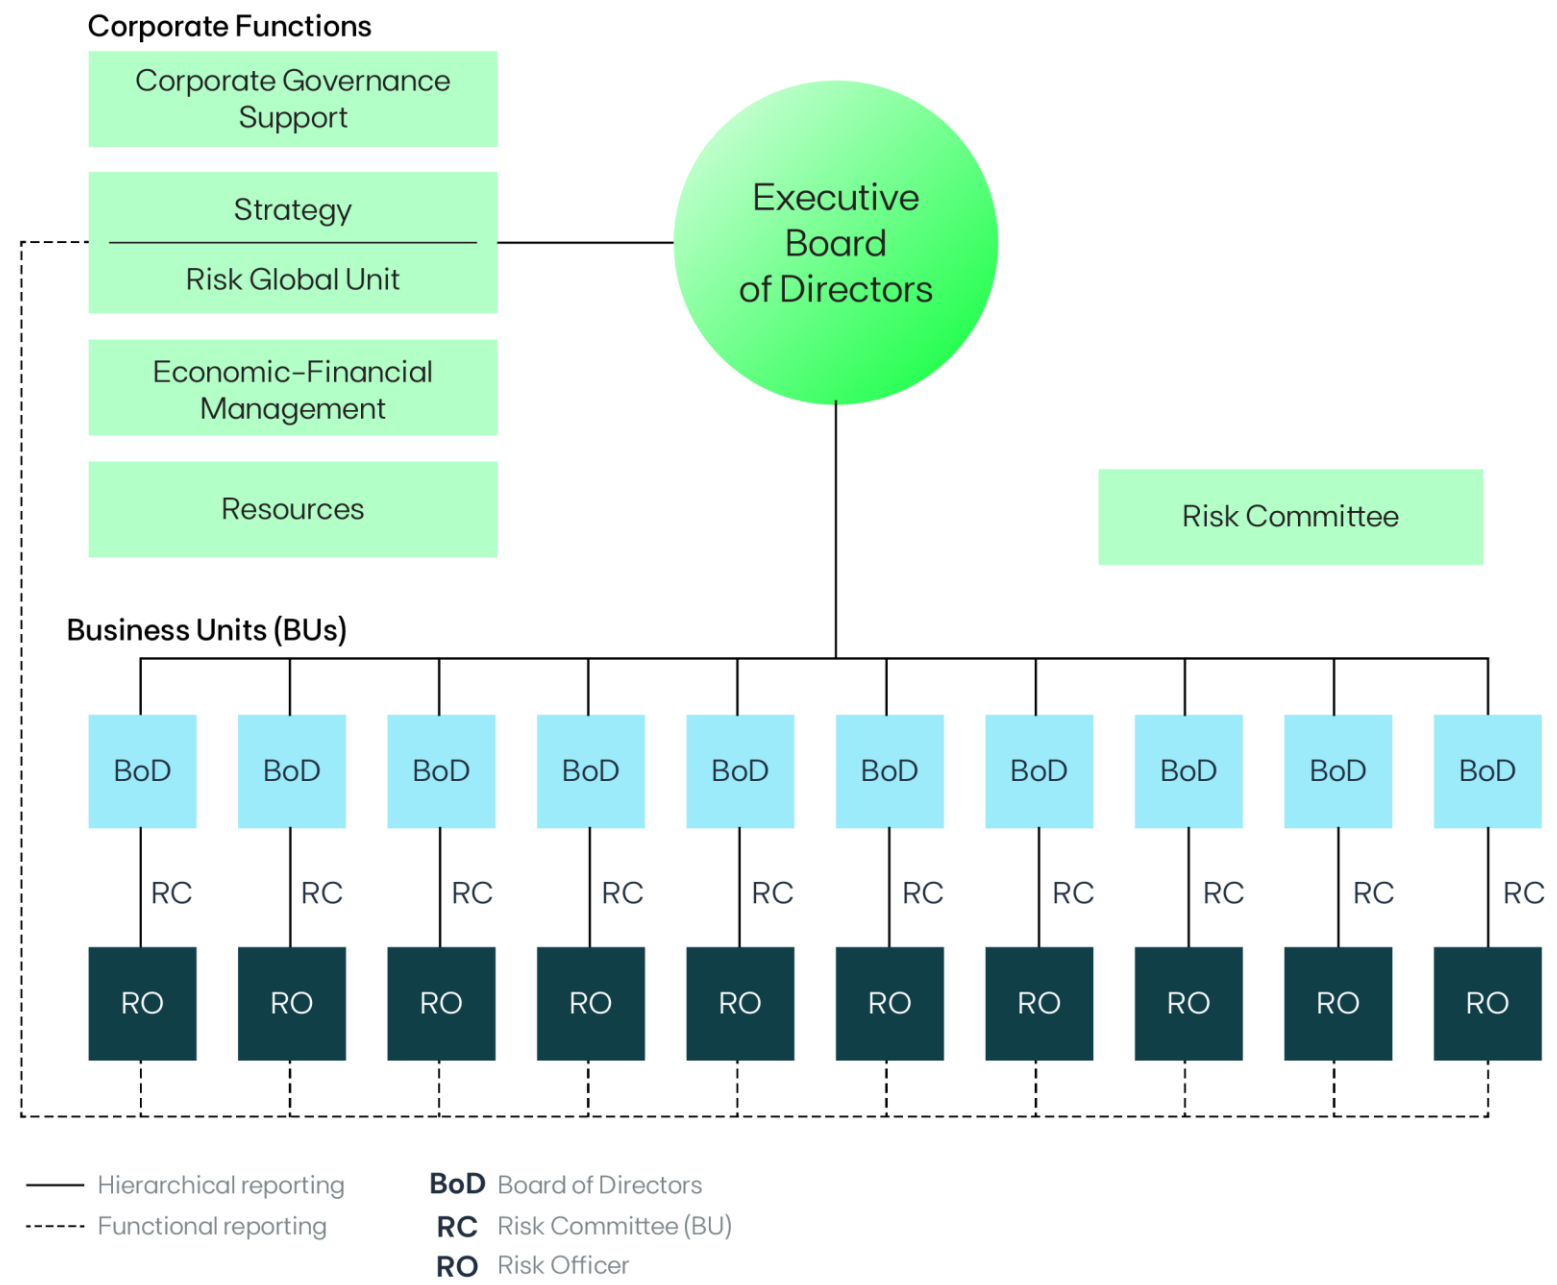 Corporate Functions
Corporate Governance
Support
Strategy
Risk Global Unit
Economic-Financial
Management
Resources
Executive
Board
of Directors
Risk Committee
Business Units (BUs)
BoD BoD BoD BoD BoD BoD BoD BoD BoD BoD
RC RC RC RC RC RC RC RC RC RC
RO RO RO RO RO RO RO RO RO RO
Hierarchical reporting
Functional reporting
BoD Board of Directors
RC Risk Committee (BU)
RO Risk Officer